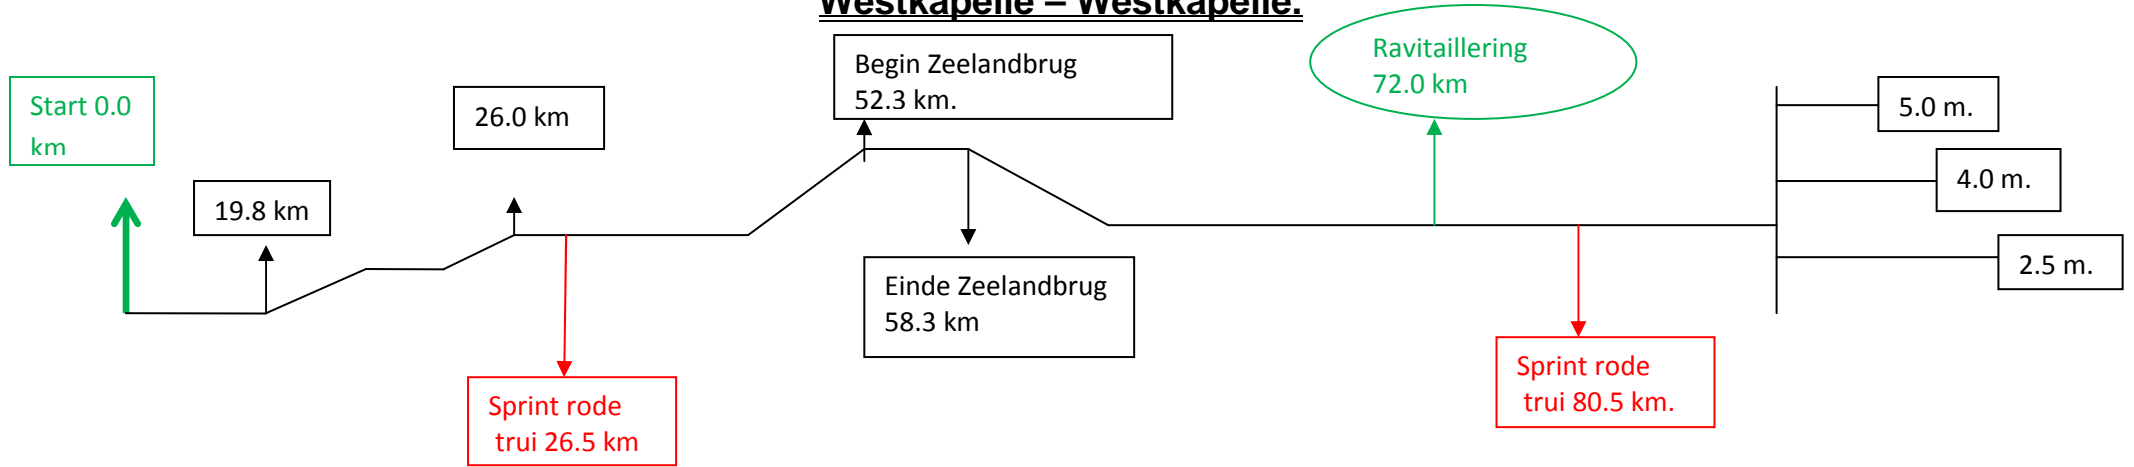 Westkapelle – Westkapelle.
Begin Zeelandbrug
52.3 km.
Ravitaillering
72.0 km
Start 0.0
km
26.0 km
5.0 m.
19.8 km
4.0 m.
Einde Zeelandbrug
58.3 km
2.5 m.
Sprint rode
trui 26.5 km
Sprint rode
trui 80.5 km.